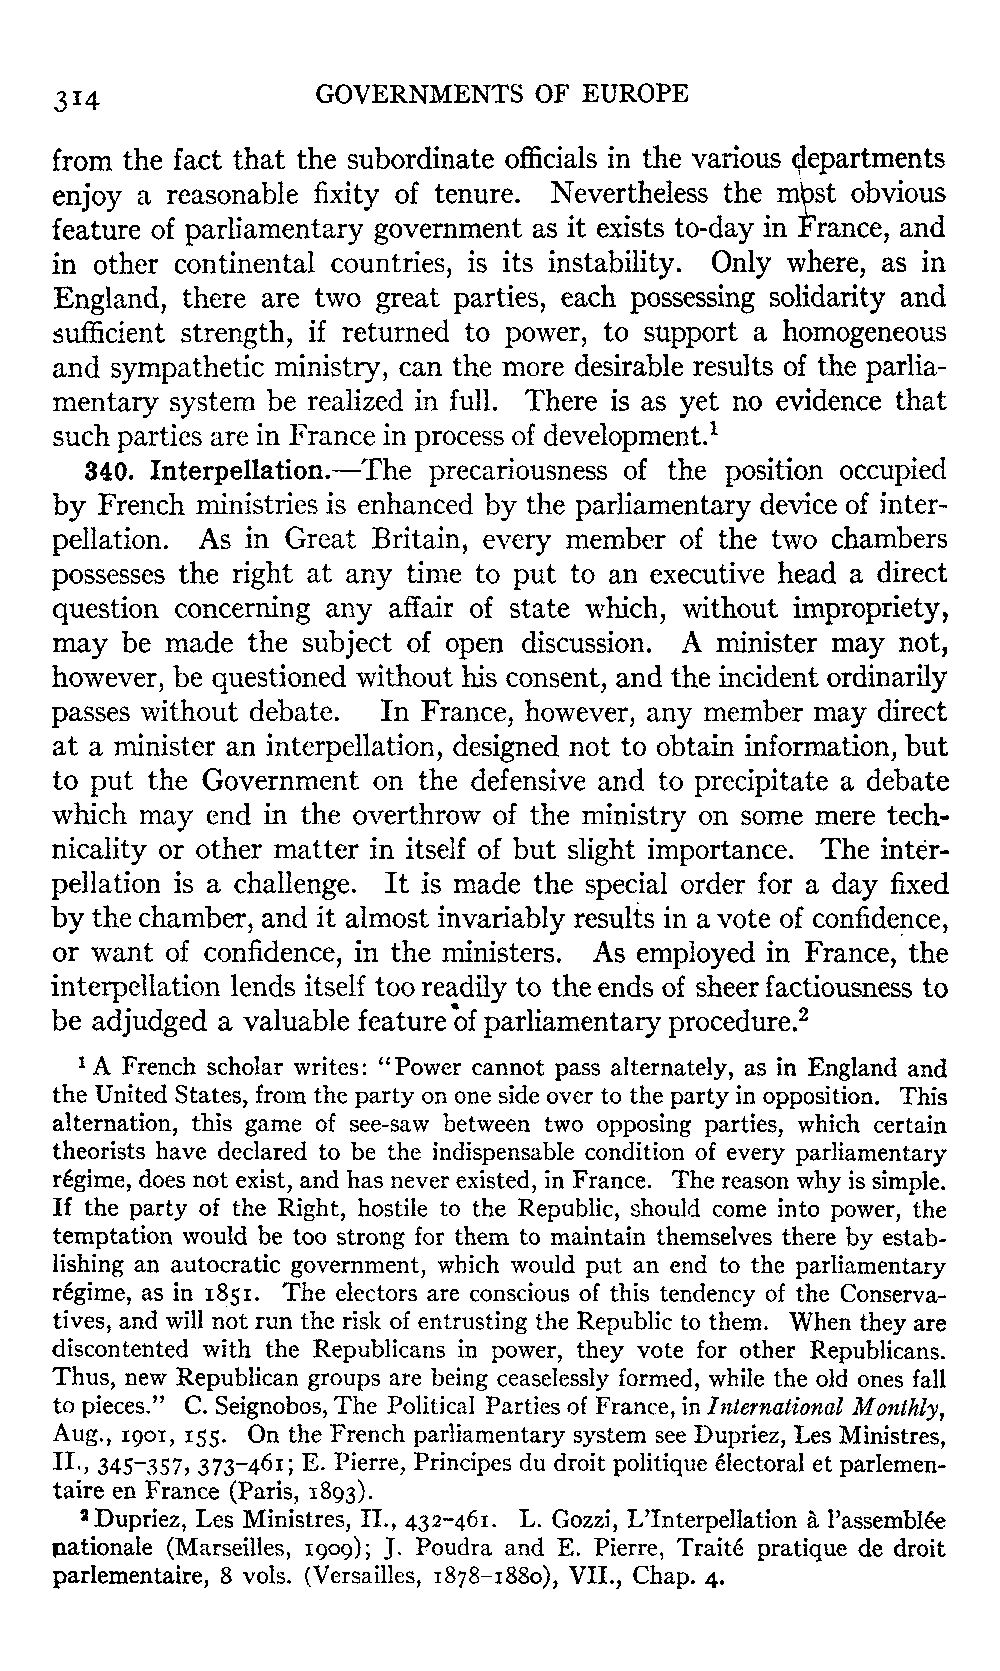 314 GOVERNMENTS OF EUROPE
from the fact that the subordinate officials in the various departments
enjoy a reasonable fixity of tenure. Nevertheless the most obvious
feature of parliamentary government as it exists to-day in France, and
in other continental countries, is its instability. Only where, as in
England, there are two great parties, each possessing solidarity and
sufficient strength, if returned to power, to support a homogeneous
and sympathetic ministry, can the more desirable results of the parlia-
mentary system be realized in full. There is as yet no evidence that
such parties are in France in process of development.¹
340. Interpellation.—The precariousness of the position occupied
by French ministries is enhanced by the parliamentary device of inter-
pellation. As in Great Britain, every member of the two chambers
possesses the right at any time to put to an executive head a direct
question concerning any affair of state which, without impropriety,
may be made the subject of open discussion. A minister may not,
however, be questioned without his consent, and the incident ordinarily
passes without debate. In France, however, any member may direct
at a minister an interpellation, designed not to obtain information, but
to put the Government on the defensive and to precipitate a debate
which may end in the overthrow of the ministry on some mere tech-
nicality or other matter in itself of but slight importance. The inter-
pellation is a challenge. It is made the special order for a day fixed
by the chamber, and it almost invariably results in a vote of confidence,
or want of confidence, in the ministers. As employed in France, the
interpellation lends itself too readily to the ends of sheer factiousness to
be adjudged a valuable feature of parliamentary procedure.²
¹ A French scholar writes: "Power cannot pass alternately, as in England and
the United States, from the party on one side over to the party in opposition. This
alternation, this game of see-saw between two opposing parties, which certain
theorists have declared to be the indispensable condition of every parliamentary
régime, does not exist, and has never existed, in France. The reason why is simple.
If the party of the Right, hostile to the Republic, should come into power, the
temptation would be too strong for them to maintain themselves there by estab-
lishing an autocratic government, which would put an end to the parliamentary
régime, as in 1851. The electors are conscious of this tendency of the Conserva-
tives, and will not run the risk of entrusting the Republic to them. When they are
discontented with the Republicans in power, they vote for other Republicans.
Thus, new Republican groups are being ceaselessly formed, while the old ones fall
to pieces." C. Seignobos, The Political Parties of France, in International Monthly,
Aug., 1901, 155. On the French parliamentary system see Dupriez, Les Ministres,
II., 345-357, 373-461; E. Pierre, Principes du droit politique électoral et parlemen-
taire en France (Paris, 1893).
² Dupriez, Les Ministres, II., 432-461. L. Gozzi, L'Interpellation à l'assemblée
nationale (Marseilles, 1909); J. Poudra and E. Pierre, Traité pratique de droit
parlementaire, 8 vols. (Versailles, 1878-1880), VII., Chap. 4.